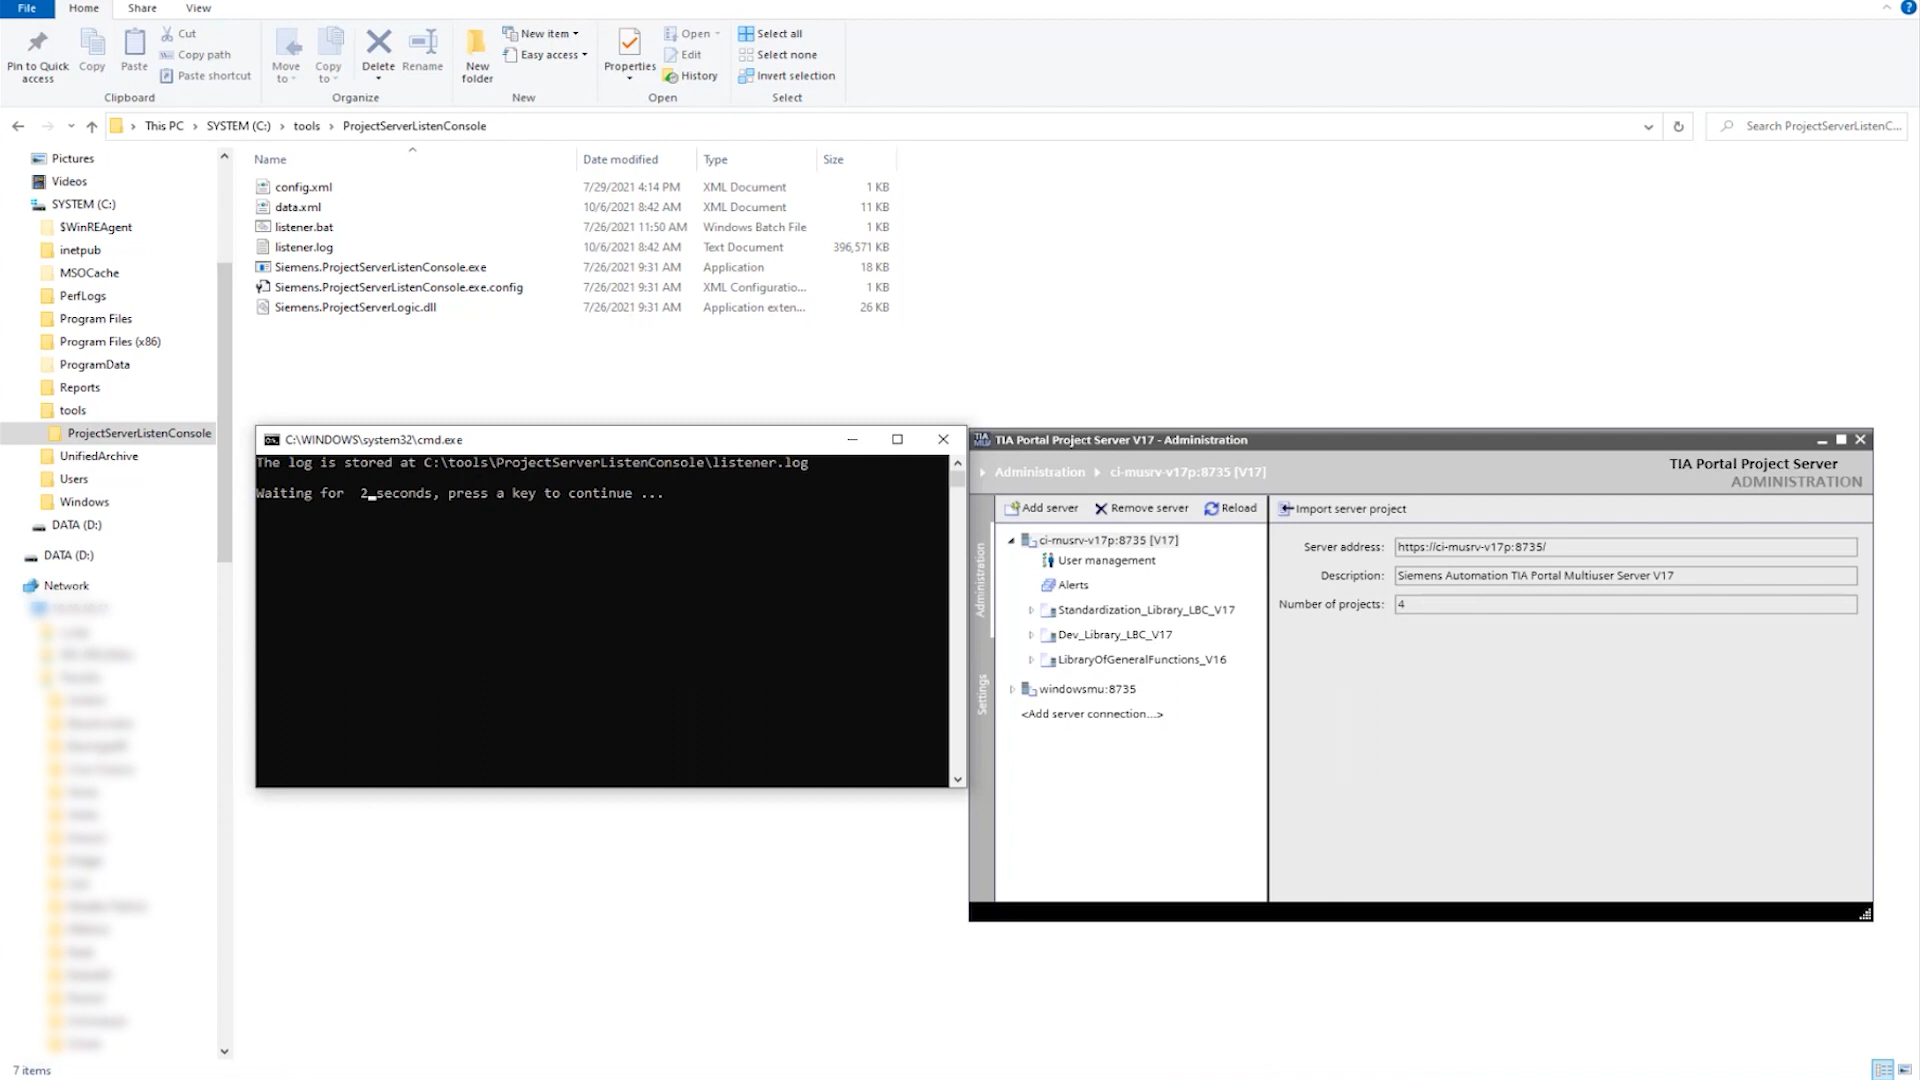 File Home Share View
Pin to Quick access
Copy
Paste
Cut
Copy path
Paste shortcut
Clipboard
Move to
Copy to
Delete
Rename
Organize
New folder
New item
Easy access
New
Properties
Open
Edit
History
Open
Select all
Select none
Invert selection
Select
This PC > SYSTEM (C:) > tools > ProjectServerListenConsole
Search ProjectServerListenC...
Pictures
Videos
SYSTEM (C:)
$WinREAgent
inetpub
MSOCache
PerfLogs
Program Files
Program Files (x86)
ProgramData
Reports
tools
ProjectServerListenConsole
UnifiedArchive
Users
Windows
DATA (D:)
DATA (D:)
Network
Name Date modified Type Size
config.xml 7/29/2021 4:14 PM XML Document 1 KB
data.xml 10/6/2021 8:42 AM XML Document 11 KB
listener.bat 7/26/2021 11:50 AM Windows Batch File 1 KB
listener.log 10/6/2021 8:42 AM Text Document 396,571 KB
Siemens.ProjectServerListenConsole.exe 7/26/2021 9:31 AM Application 18 KB
Siemens.ProjectServerListenConsole.exe.config 7/26/2021 9:31 AM XML Configuratio... 1 KB
Siemens.ProjectServerLogic.dll 7/26/2021 9:31 AM Application exten... 26 KB
C:\WINDOWS\system32\cmd.exe
The log is stored at C:\tools\ProjectServerListenConsole\listener.log
Waiting for 2 seconds, press a key to continue ...
TIA Portal Project Server V17 - Administration
Administration ci-musrv-v17p:8735 [V17]
TIA Portal Project Server
ADMINISTRATION
Administration
Settings
Add server Remove server Reload
Import server project
ci-musrv-v17p:8735 [V17]
User management
Alerts
Standardization_Library_LBC_V17
Dev_Library_LBC_V17
LibraryOfGeneralFunctions_V16
windowsmu:8735
<Add server connection...>
Server address: https://ci-musrv-v17p:8735/
Description: Siemens Automation TIA Portal Multiuser Server V17
Number of projects: 4
7 items